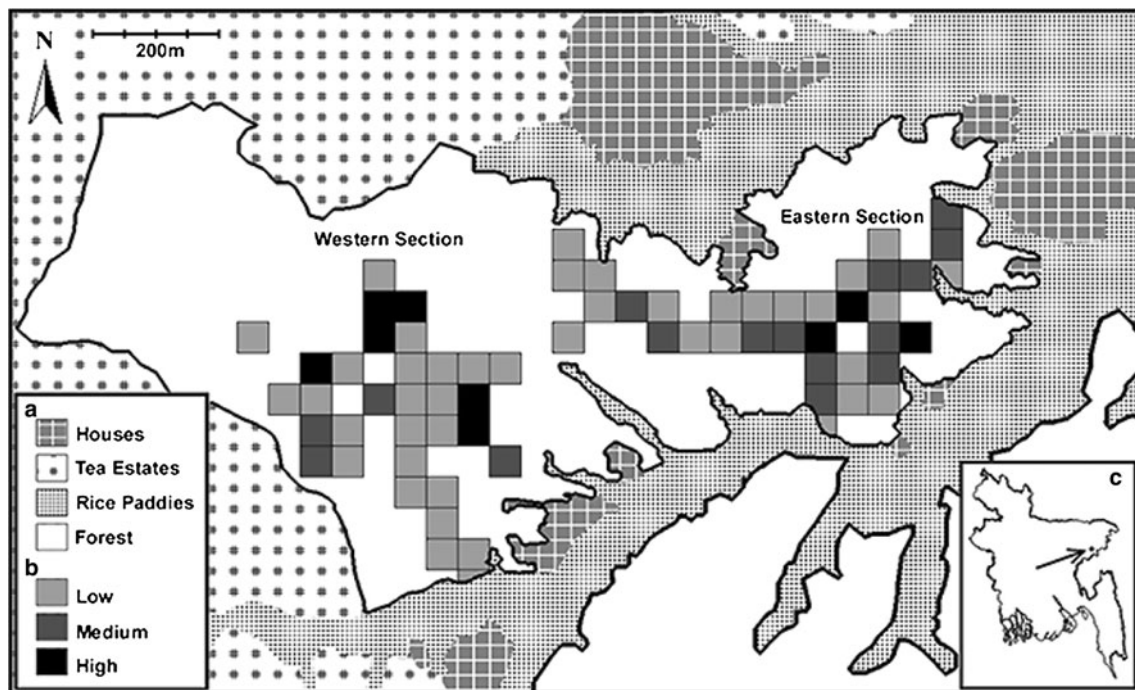 N
200m
Western Section
Eastern Section
a
Houses
Tea Estates
Rice Paddies
Forest
b
Low
Medium
High
c